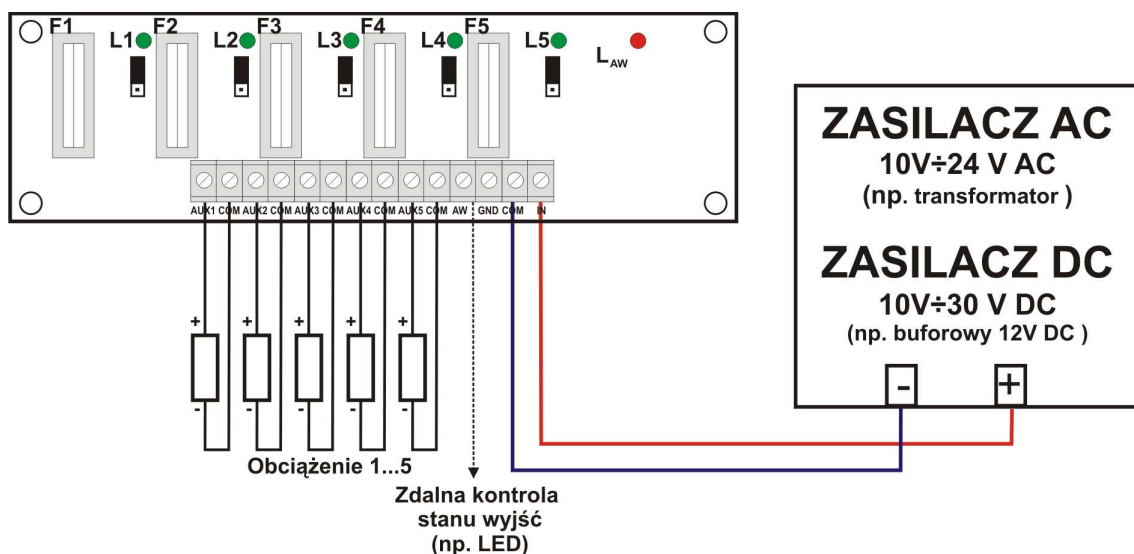 F1 F2 F3 F4 F5
L1 L2 L3 L4 L5 LAW
- - - - -
AUX1 COM AUX2 COM AUX3 COM AUX4 COM AUX5 COM AW GND COM IN
ZASILACZ AC
10V÷24 V AC
(np. transformator )
ZASILACZ DC
10V÷30 V DC
(np. buforowy 12V DC )
- +
+ + + + +
- - - - -
Obciążenie 1...5
Zdalna kontrola
stanu wyjść
(np. LED)